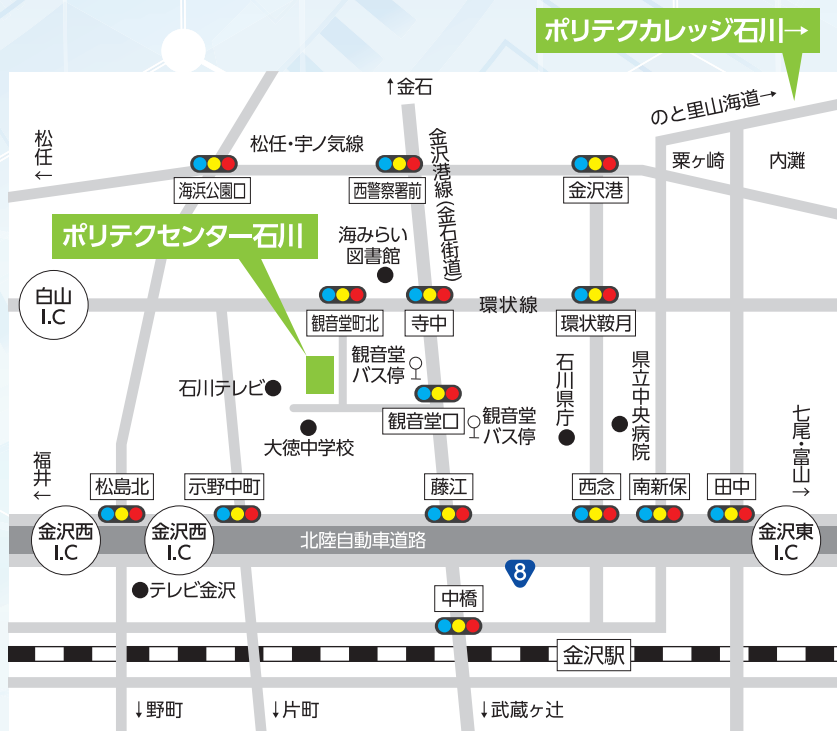 ポリテクカレッジ石川→
↑金石
のと里山海道→
松任←
松任・宇ノ気線
金沢港線(金石街道)
粟ヶ崎
内灘
海浜公園口
西警察署前
金沢港
ポリテクセンター石川
海みらい
図書館
白山
I.C
環状線
観音堂町北
寺中
環状鞍月
観音堂
バス停
石川県庁
県立中央病院
石川テレビ
観音堂口
観音堂
バス停
大徳中学校
七尾・富山→
福井←
松島北
示野中町
藤江
西念
南新保
田中
金沢西
I.C
金沢西
I.C
北陸自動車道路
金沢東
I.C
8
テレビ金沢
中橋
金沢駅
↓野町
↓片町
↓武蔵ヶ辻